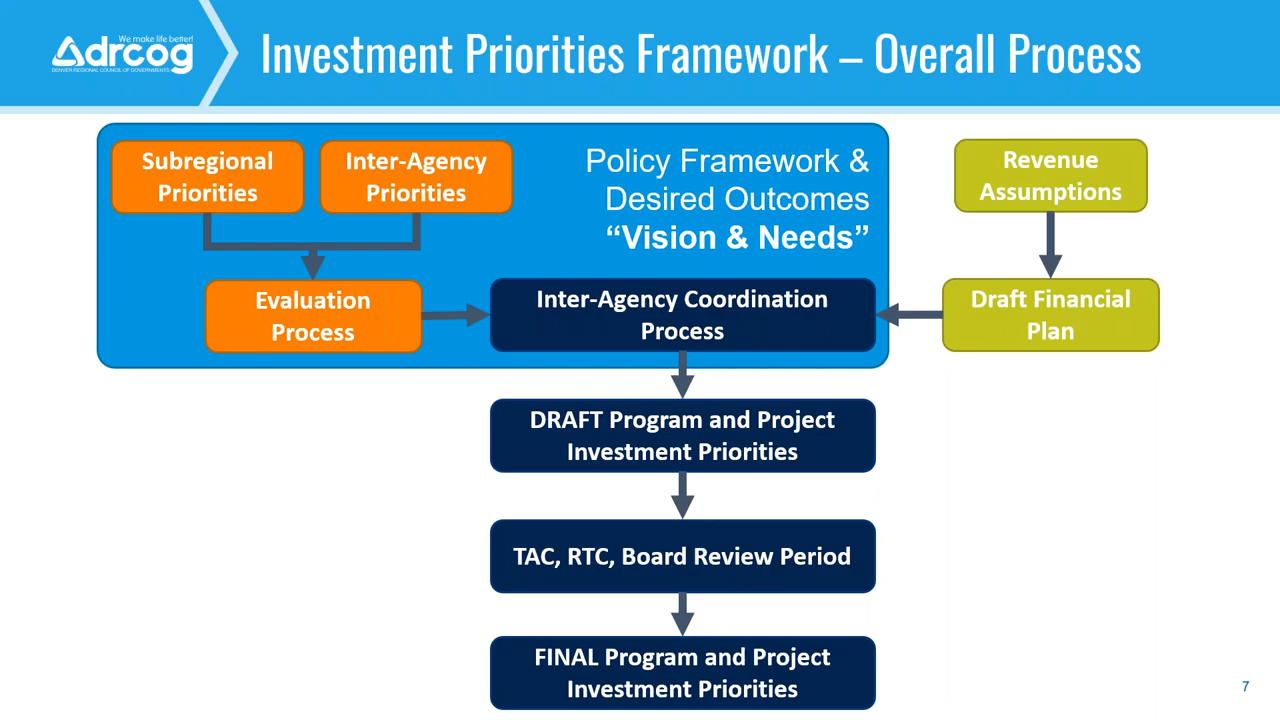 We make life better!
drcog
DENVER REGIONAL COUNCIL OF GOVERNMENTS
Investment Priorities Framework – Overall Process
Subregional
Priorities
Inter-Agency
Priorities
Policy Framework &
Desired Outcomes
“Vision & Needs”
Revenue
Assumptions
Evaluation
Process
Inter-Agency Coordination
Process
Draft Financial
Plan
DRAFT Program and Project
Investment Priorities
TAC, RTC, Board Review Period
FINAL Program and Project
Investment Priorities
7